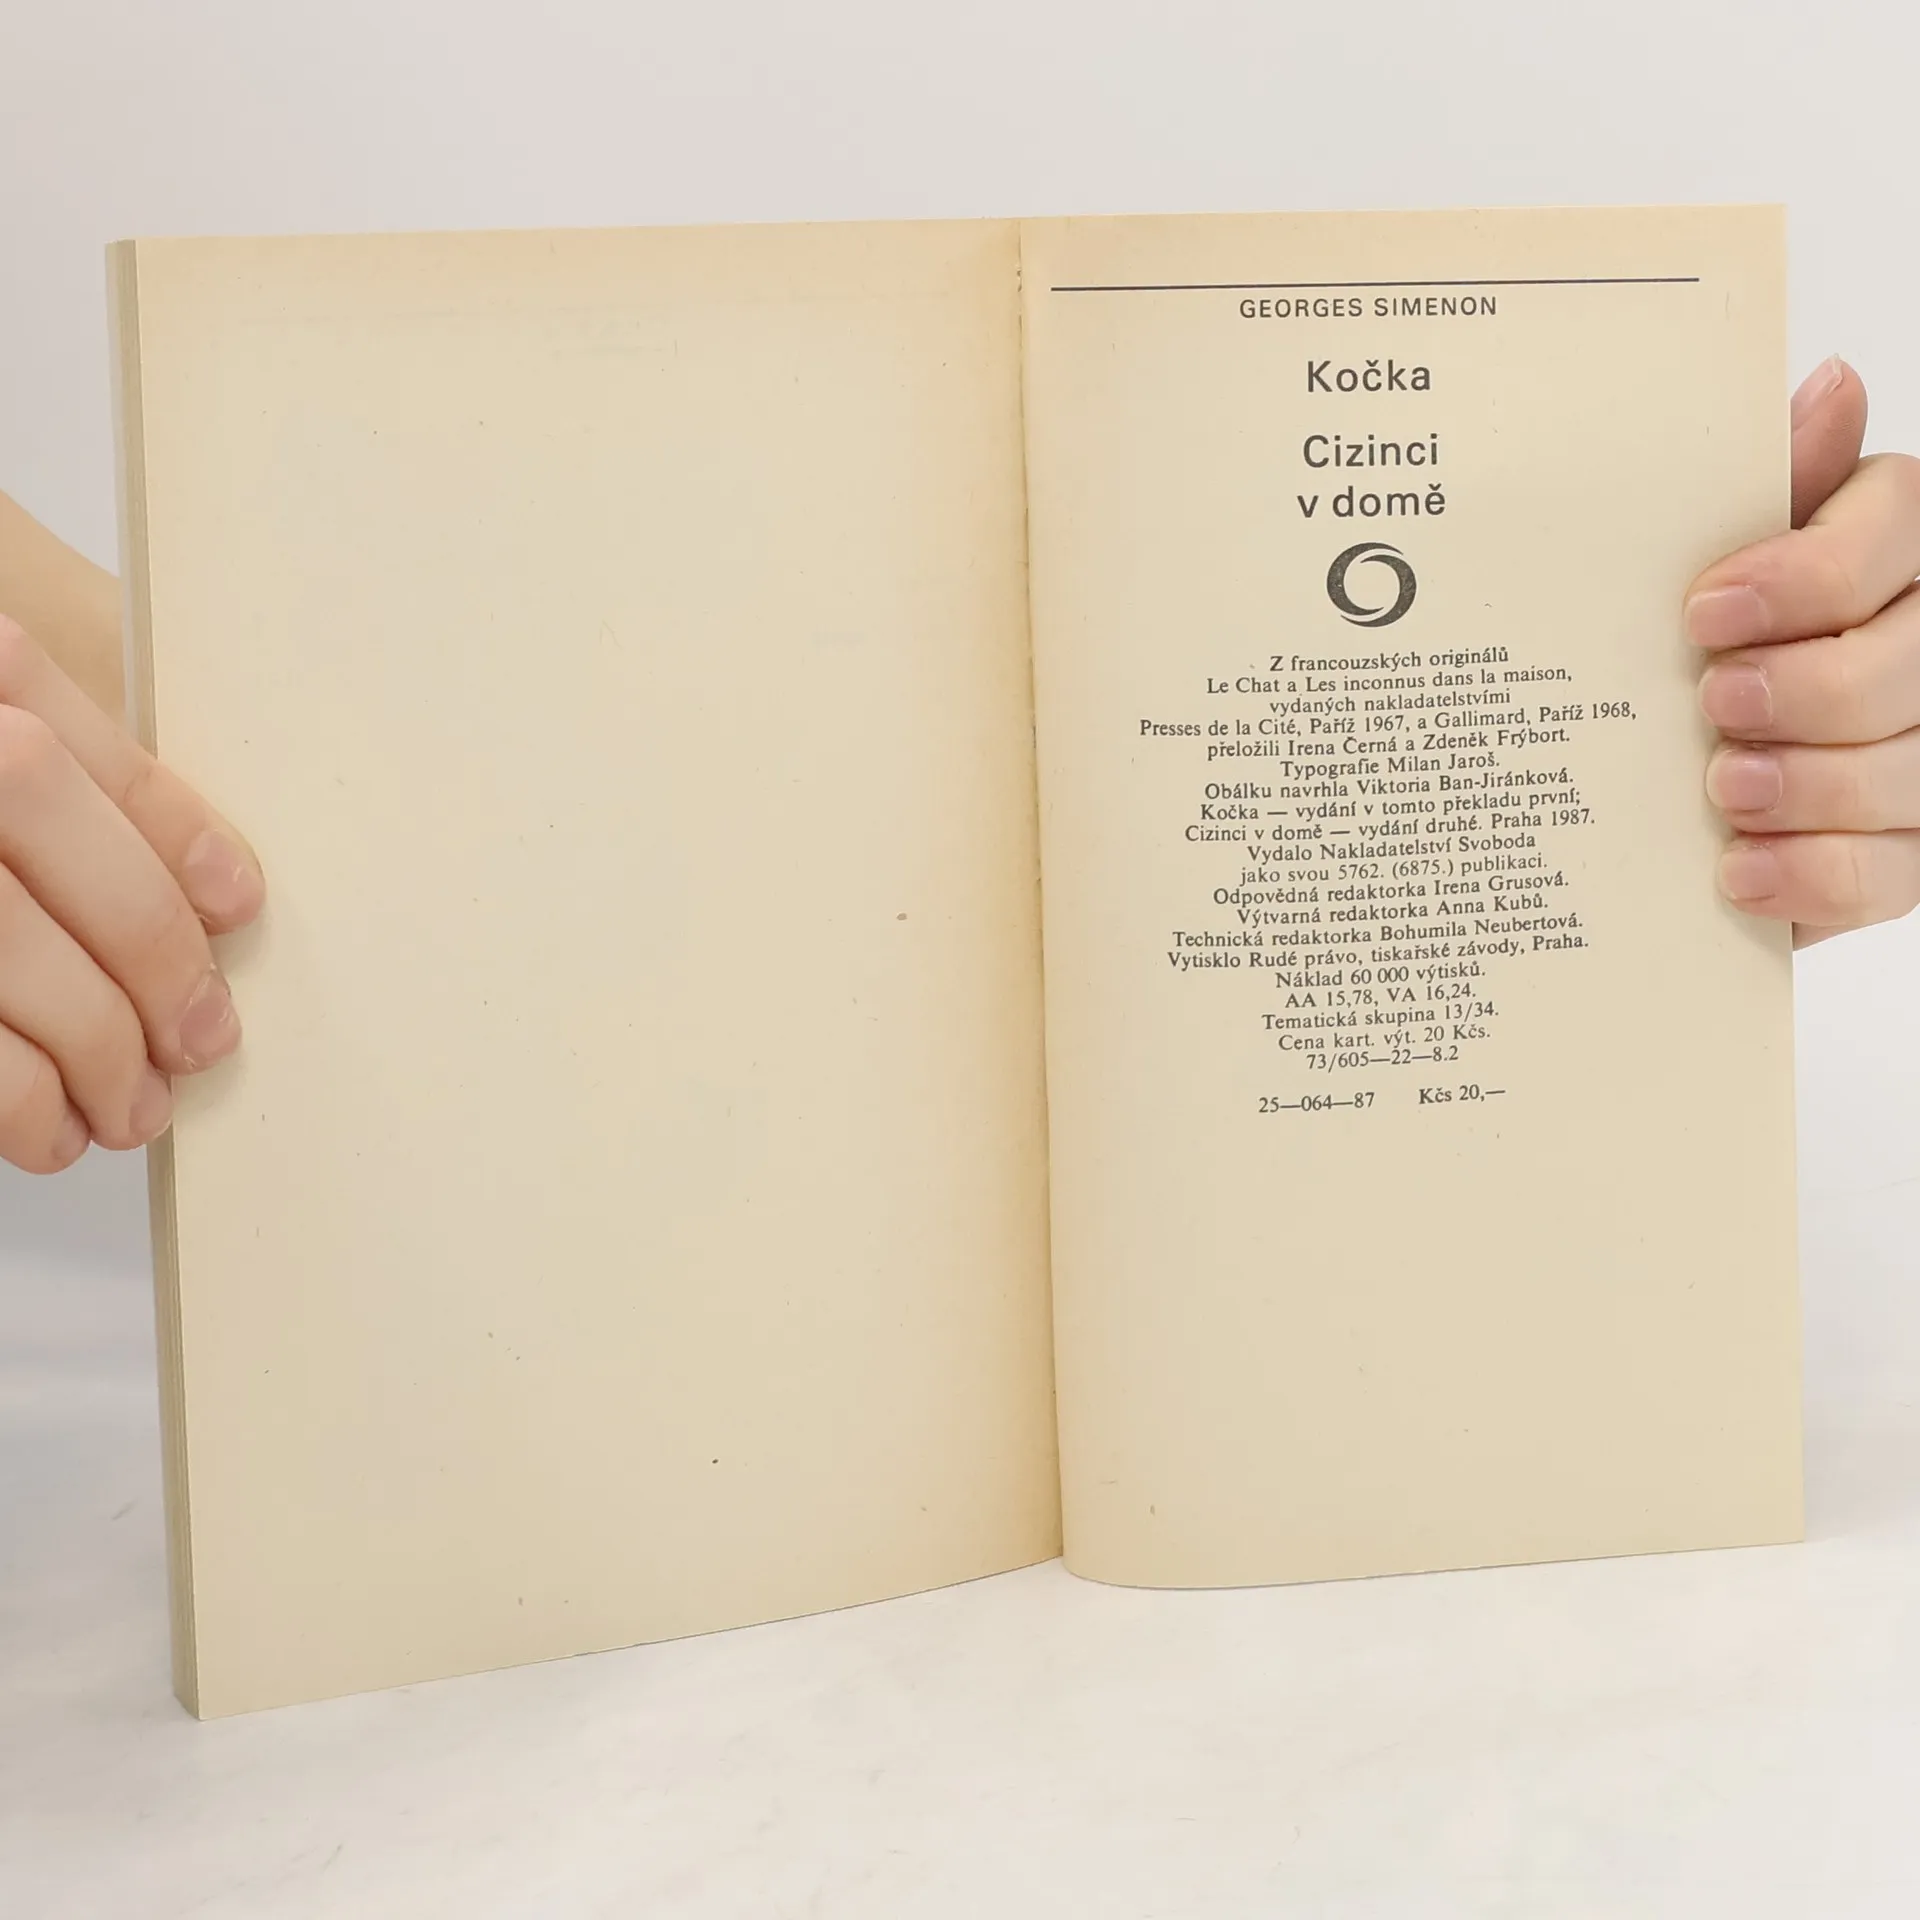 GEORGES SIMENON
Kočka
Cizinci
v domě
Z francouzských originálů
Le Chat a Les inconnus dans la maison,
vydaných nakladatelstvími
Presses de la Cité, Paříž 1967, a Gallimard, Paříž 1968,
přeložili Irena Černá a Zdeněk Frýbort.
Typografie Milan Jaroš.
Obálku navrhla Viktoria Ban-Jiránková.
Kočka — vydání v tomto překladu první;
Cizinci v domě — vydání druhé. Praha 1987.
Vydalo Nakladatelství Svoboda
jako svou 5762. (6875.) publikaci.
Odpovědná redaktorka Irena Grusová.
Výtvarná redaktorka Anna Kubů.
Technická redaktorka Bohumila Neubertová.
Vytisklo Rudé právo, tiskařské závody, Praha.
Náklad 60 000 výtisků.
AA 15,78, VA 16,24.
Tematická skupina 13/34.
Cena kart. výt. 20 Kčs.
73/605—22—8.2
25—064—87 Kčs 20,—